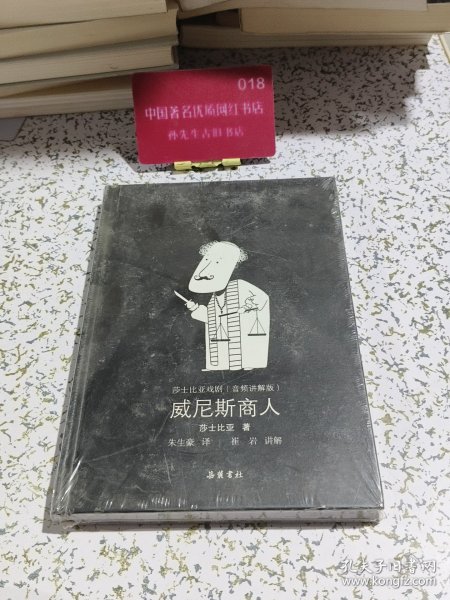 018
中国著名优质网红书店
孙先生古旧书店
莎士比亚戏剧（音频讲解版）
威尼斯商人
莎士比亚 著
朱生豪 译 崔岩 讲解
岳麓书社
孔夫子旧书网
www.kongfz.com